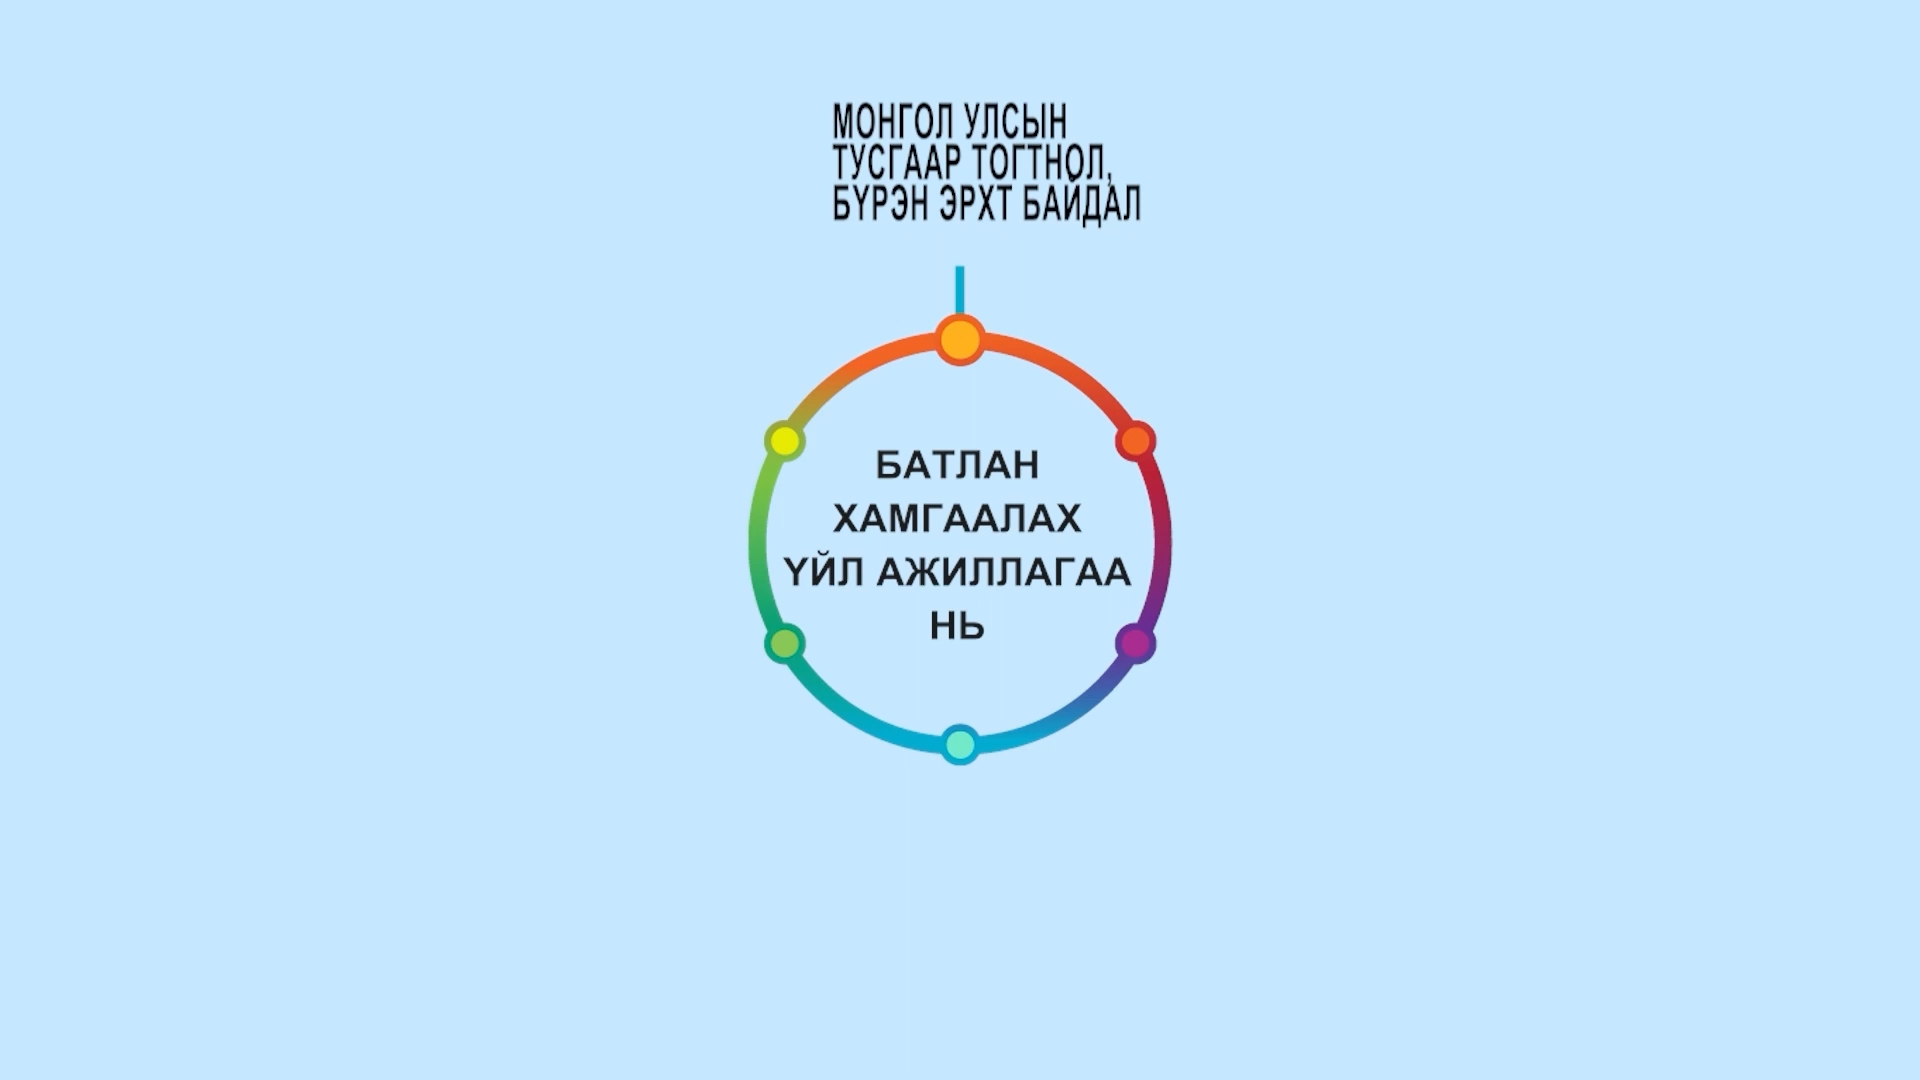 МОНГОЛ УЛСЫН
ТУСГААР ТОГТНОЛ,
БҮРЭН ЭРХТ БАЙДАЛ
БАТЛАН
ХАМГААЛАХ
ҮЙЛ АЖИЛЛАГАА
НЬ